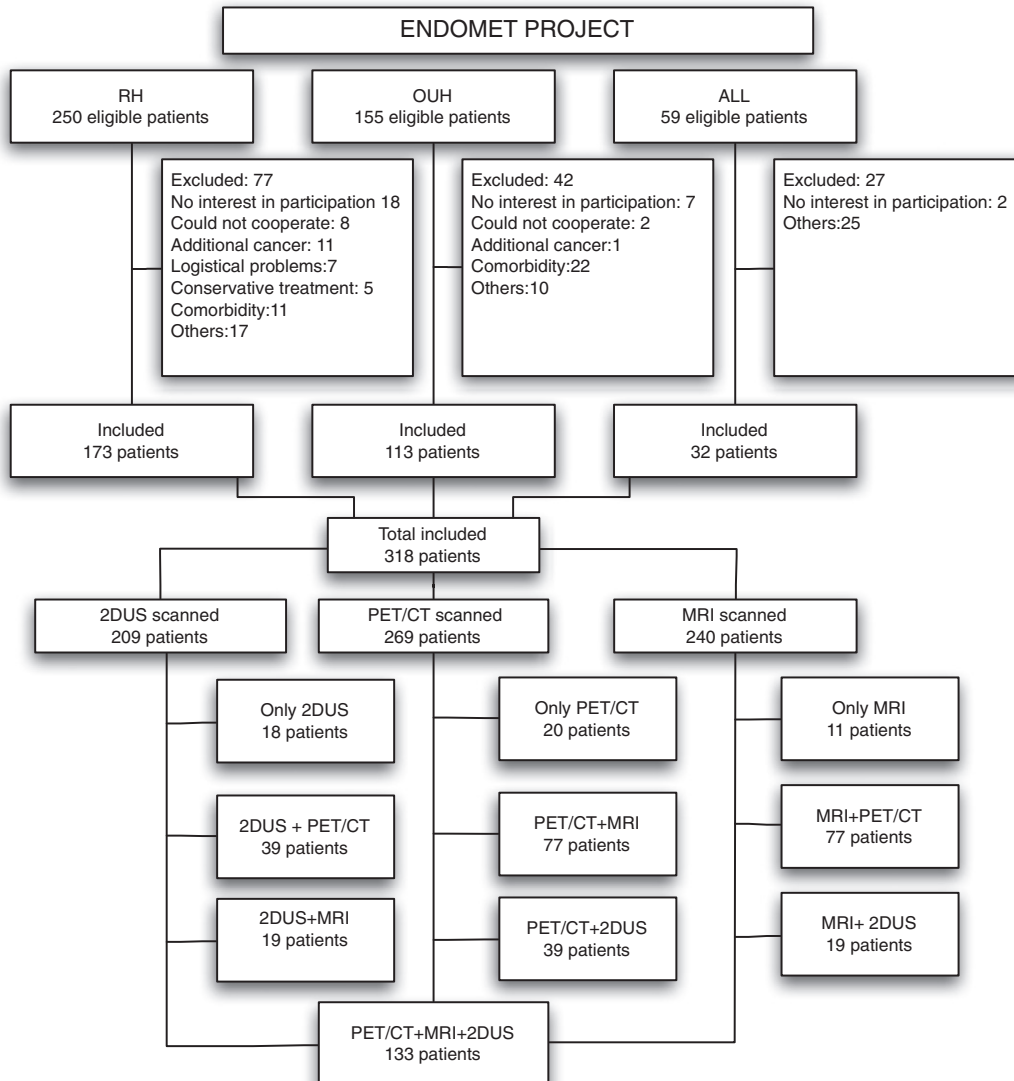 ENDOMET PROJECT
RH
250 eligible patients
OUH
155 eligible patients
ALL
59 eligible patients
Excluded: 77
No interest in participation 18
Could not cooperate: 8
Additional cancer: 11
Logistical problems:7
Conservative treatment: 5
Comorbidity:11
Others:17
Excluded: 42
No interest in participation: 7
Could not cooperate: 2
Additional cancer:1
Comorbidity:22
Others:10
Excluded: 27
No interest in participation: 2
Others:25
Included
173 patients
Included
113 patients
Included
32 patients
Total included
318 patients
2DUS scanned
209 patients
PET/CT scanned
269 patients
MRI scanned
240 patients
Only 2DUS
18 patients
2DUS + PET/CT
39 patients
2DUS+MRI
19 patients
Only PET/CT
20 patients
PET/CT+MRI
77 patients
PET/CT+2DUS
39 patients
Only MRI
11 patients
MRI+PET/CT
77 patients
MRI+ 2DUS
19 patients
PET/CT+MRI+2DUS
133 patients